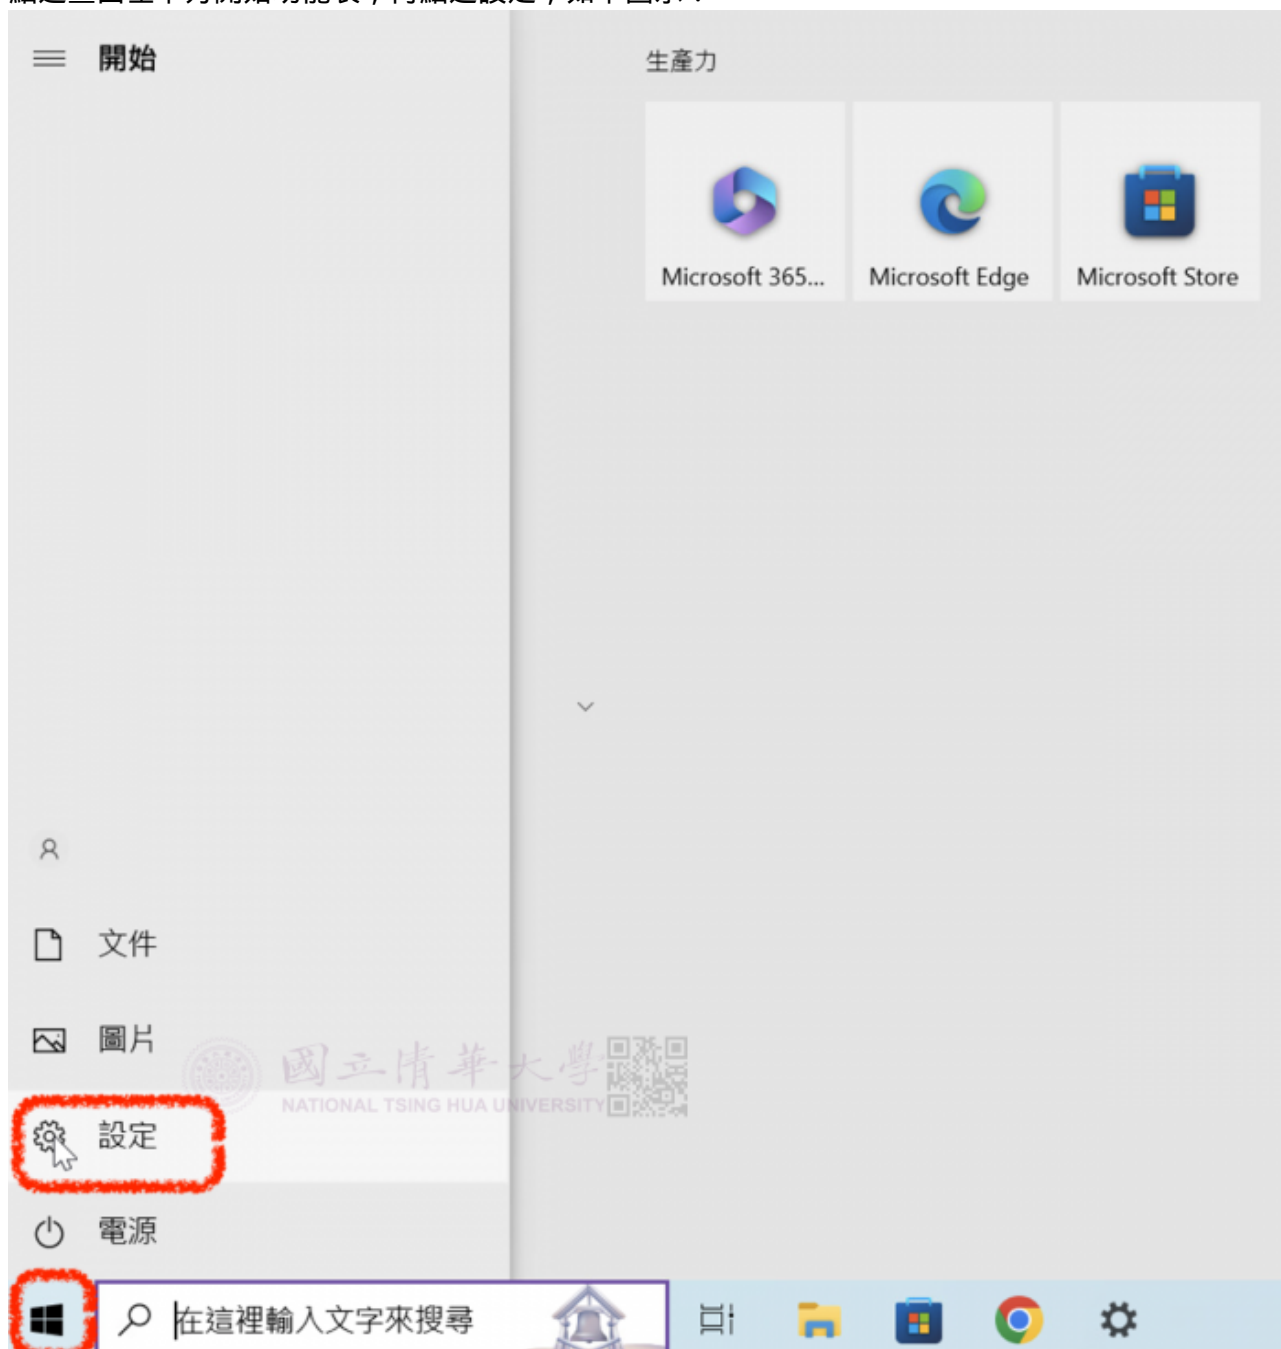 開始
生產力
Microsoft 365...
Microsoft Edge
Microsoft Store
文件
圖片
國立清華大學
NATIONAL TSING HUA UNIVERSITY
設定
電源
在這裡輸入文字來搜尋